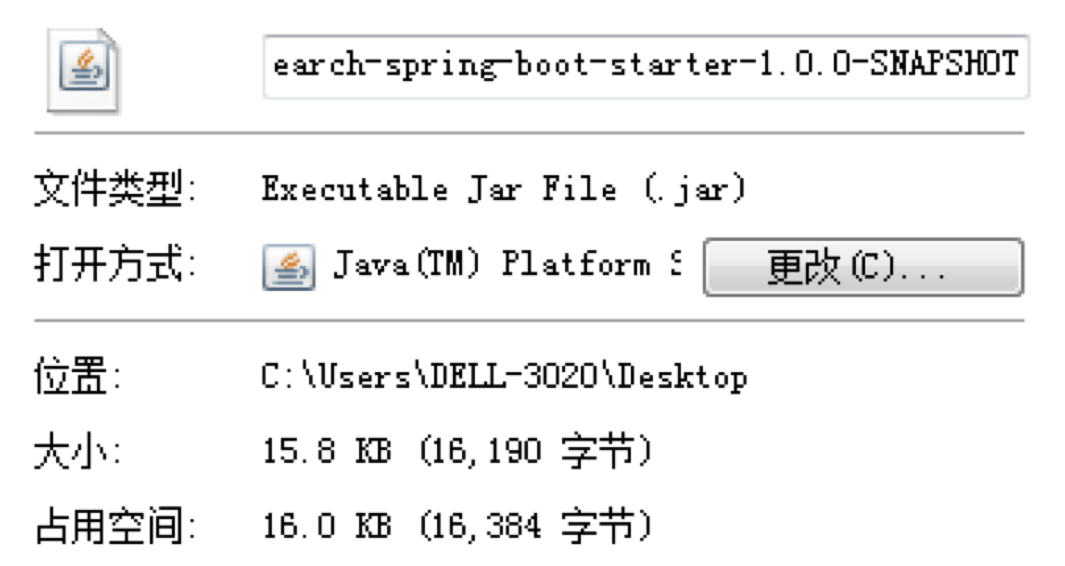 earch-spring-boot-starter-1.0.0-SNAPSHOT
文件类型: Executable Jar File (.jar)
打开方式: Java(TM) Platform S 更改(C)...
位置: C:\Users\DELL-3020\Desktop
大小: 15.8 KB (16,190 字节)
占用空间: 16.0 KB (16,384 字节)